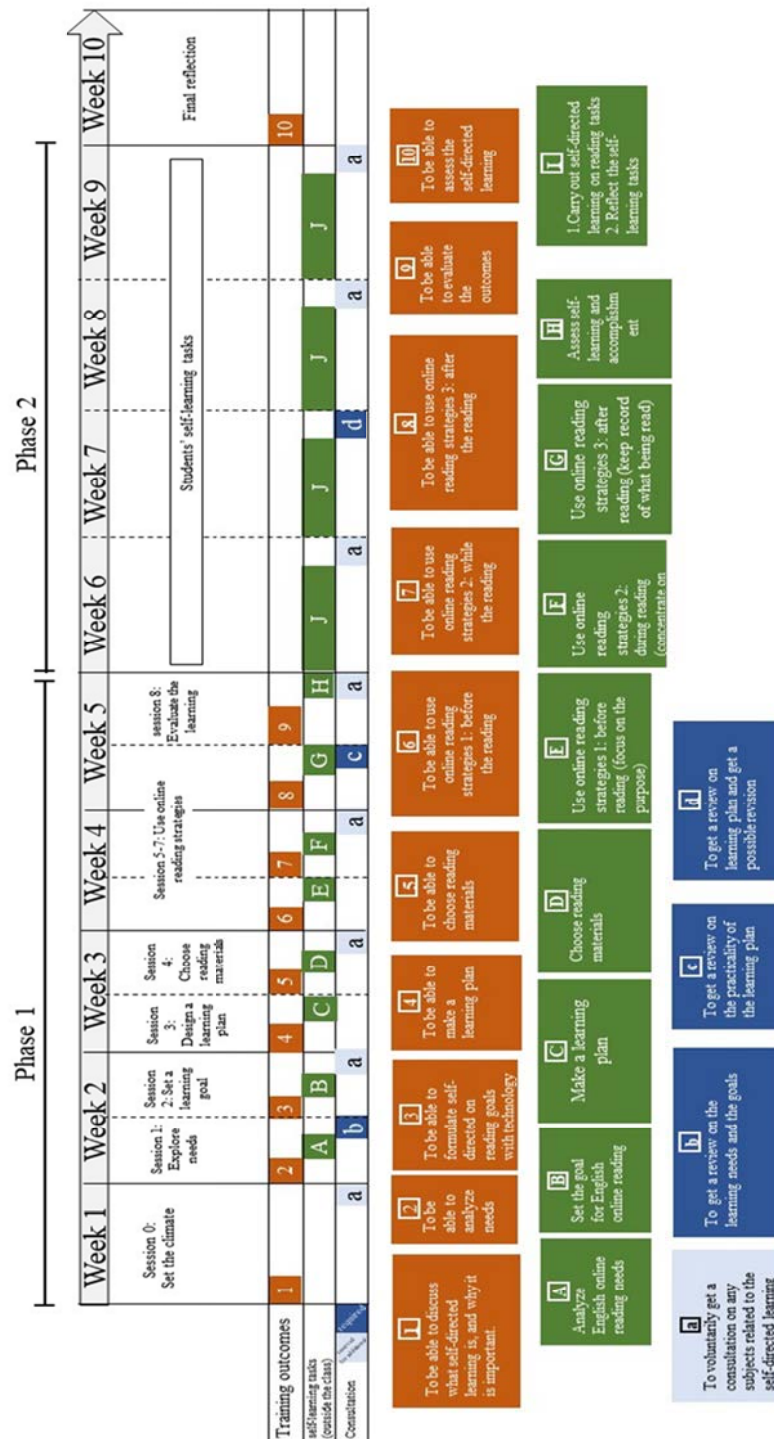 Phase 1
Phase 2
Week 1
Week 2
Week 3
Week 4
Week 5
Week 6
Week 7
Week 8
Week 9
Week 10
Session 0:
Set the climate
Session 1:
Explore
needs
Session
2: Set a
learning
goal
Session
3:
Design a
learning
plan
Session
4:
Choose
reading
materials
Session 5-7: Use online
reading strategies
session 8:
Evaluate the
learning
Students' self-learning tasks
Final reflection
Training outcomes
1
2
3
4
5
6
7
8
9
10
self-learning tasks
(outside the class)
A
B
C
D
E
F
G
H
J
J
J
J
Consultation
required
a
b
a
a
a
c
a
a
d
a
a
1
To be able to discuss
what self-directed
learning is, and why it
is important.
2
To be
able to
analyze
needs
3
To be able to
formulate self-
directed on
reading goals
with technology
4
To be able to
make a
learning plan
5
To be able to
choose reading
materials
6
To be able to use
online reading
strategies 1: before
the reading
7
To be able to use
online reading
strategies 2: while
the reading
8
To be able to use online
reading strategies 3: after
the reading
9
To be able
to evaluate
the
outcomes
10
To be able to
assess the
self-directed
learning
A
Analyze
English online
reading needs
B
Set the goal
for English
online reading
C
Make a learning
plan
D
Choose reading
materials
E
Use online reading
strategies 1: before
reading (focus on the
purpose)
F
Use online
reading
strategies 2:
during reading
(concentrate on
G
Use online reading
strategies 3: after
reading (keep record
of what being read)
H
Assess self-
learning and
accomplishm
ent
I
1.Carry out self-directed
learning on reading tasks
2. Reflect the self-
learning tasks
a
To voluntarily get a
consultation on any
subjects related to the
self-directed learning
b
To get a review on the
learning needs and the goals
c
To get a review on
the practicality of
the learning plan
d
To get a review on
learning plan and get a
possible revision